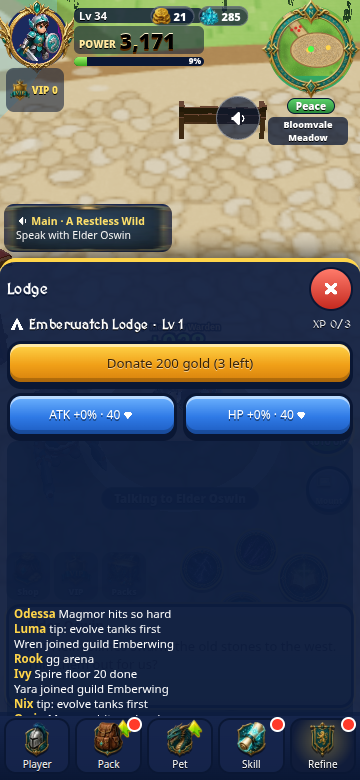 Lv 34
21
285
POWER 3,171
9%
VIP 0
Peace
Bloomvale
Meadow
Main · A Restless Wild
Speak with Elder Oswin
Lodge
Emberwatch Lodge · Lv 1
XP 0/3
Donate 200 gold (3 left)
ATK +0% · 40
HP +0% · 40
Talking to Elder Oswin
Odessa Magmor hits so hard
Luma tip: evolve tanks first
Wren joined guild Emberwing
Rook gg arena
Ivy Spire floor 20 done
Yara joined guild Emberwing
Nix tip: evolve tanks first
Player
Pack
Pet
Skill
Refine